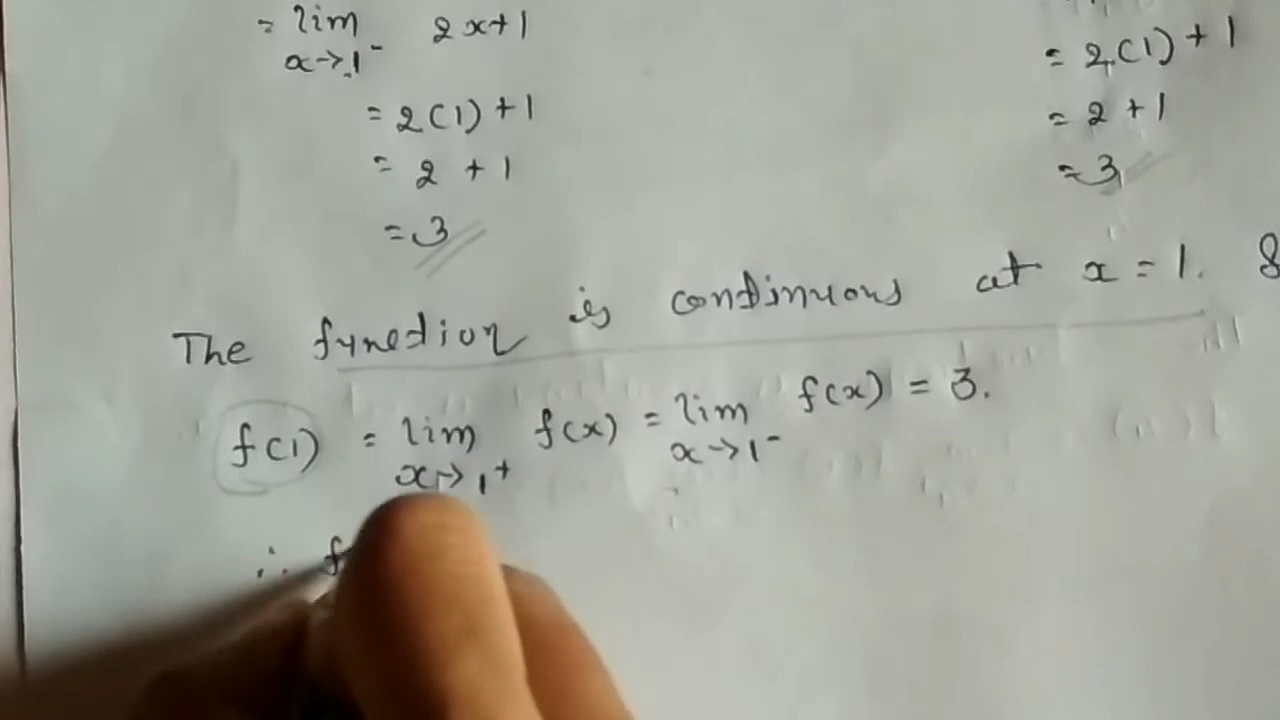 = lim 2x+1
x→1⁻
= 2(1)+1
= 2 + 1
= 3
= 2(1)+1
= 2 + 1
= 3
The function is continuous at x = 1.
f(1) = lim f(x) = lim f(x) = 3.
x→1⁺ x→1⁻
∴ f